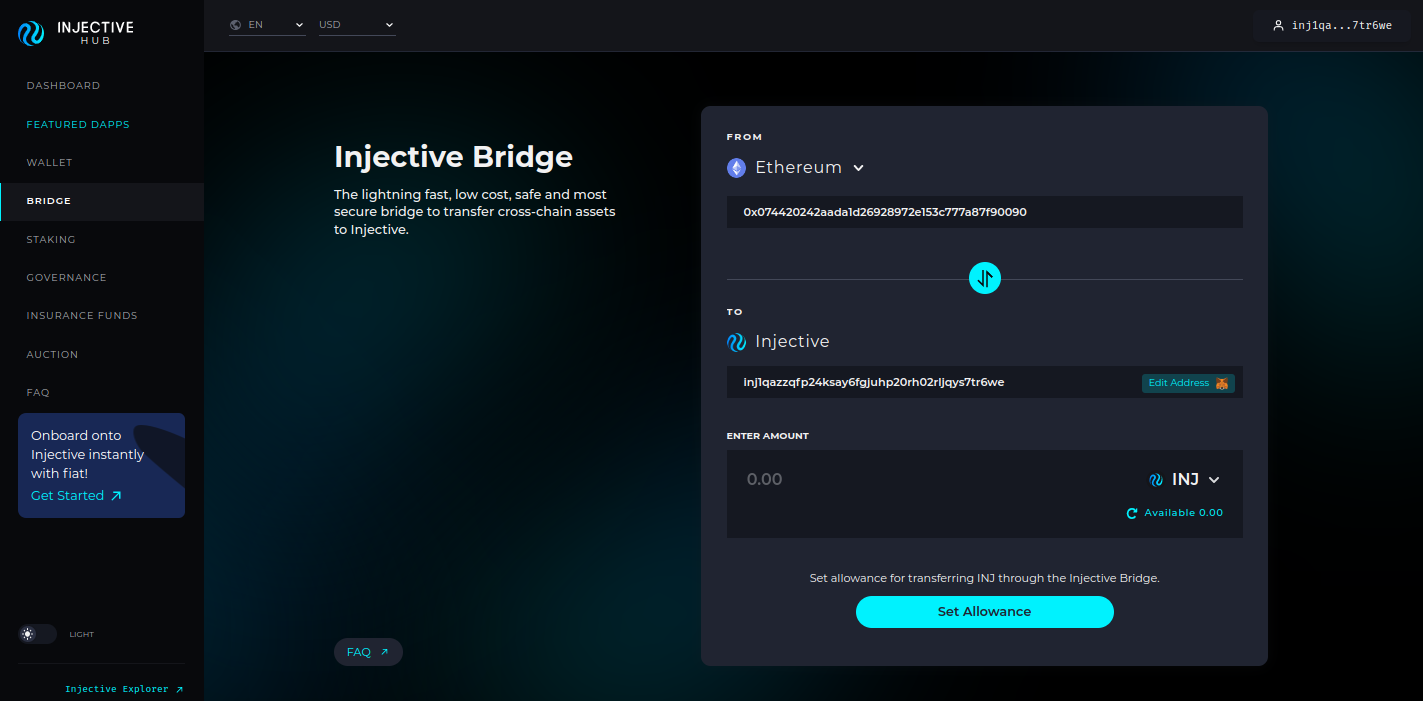 INJECTIVE
HUB
EN
USD
inj1qa...7tr6we
DASHBOARD
FEATURED DAPPS
WALLET
BRIDGE
STAKING
GOVERNANCE
INSURANCE FUNDS
AUCTION
FAQ
Onboard onto
Injective instantly
with fiat!
Get Started
LIGHT
Injective Explorer
Injective Bridge
The lightning fast, low cost, safe and most
secure bridge to transfer cross-chain assets
to Injective.
FAQ
FROM
Ethereum
0x074420242aada1d26928972e153c777a87f90090
TO
Injective
inj1qazzqfp24ksay6fgjuhp20rh02rljqys7tr6we
Edit Address
ENTER AMOUNT
0.00
INJ
Available 0.00
Set allowance for transferring INJ through the Injective Bridge.
Set Allowance